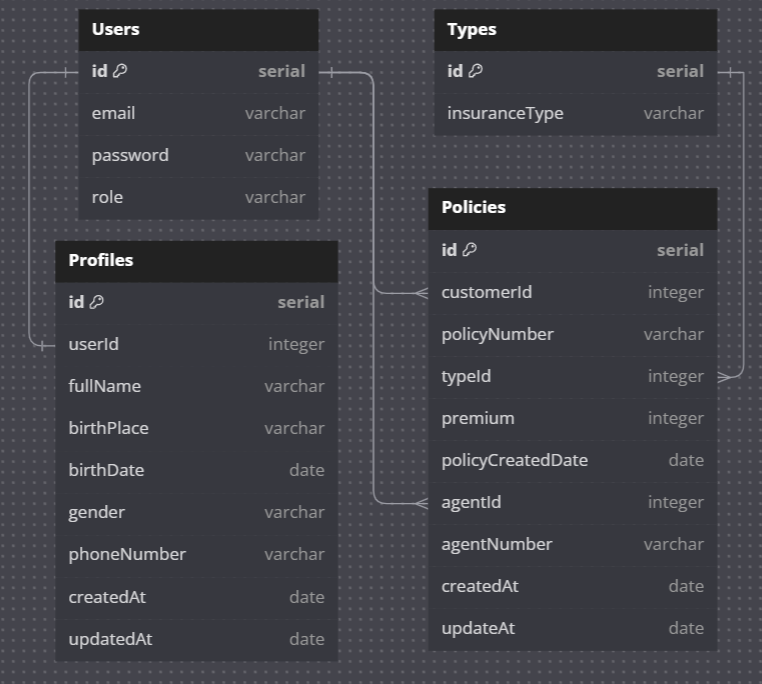 Users
id serial
email varchar
password varchar
role varchar
Types
id serial
insuranceType varchar
Profiles
id serial
userId integer
fullName varchar
birthPlace varchar
birthDate date
gender varchar
phoneNumber varchar
createdAt date
updatedAt date
Policies
id serial
customerId integer
policyNumber varchar
typeId integer
premium integer
policyCreatedDate date
agentId integer
agentNumber varchar
createdAt date
updateAt date